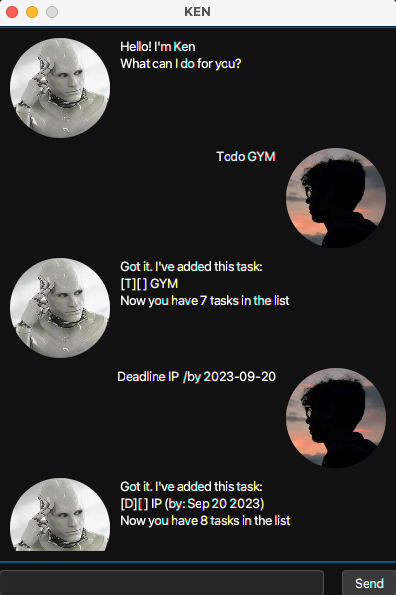 KEN
Hello! I'm Ken
What can I do for you?
Todo GYM
Got it. I've added this task:
[T][ ] GYM
Now you have 7 tasks in the list
Deadline IP /by 2023-09-20
Got it. I've added this task:
[D][ ] IP (by: Sep 20 2023)
Now you have 8 tasks in the list
Send